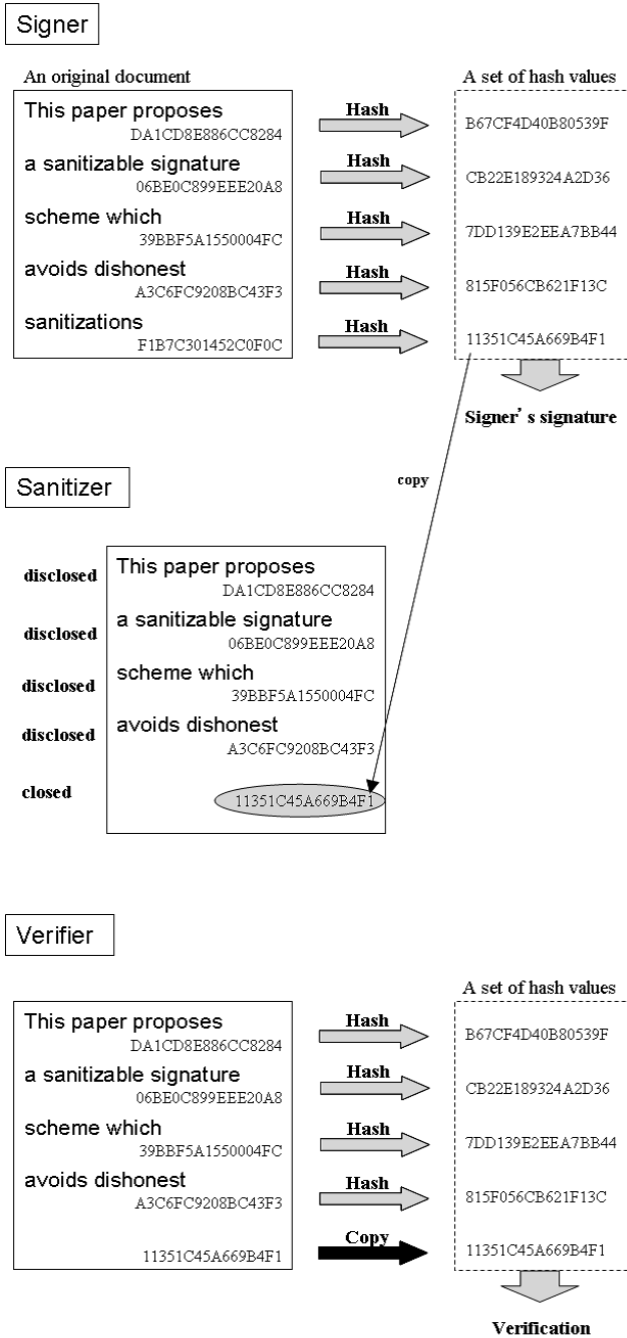 Signer
An original document
A set of hash values
This paper proposes
Hash
DA1CD8E886CC8284
B67CF4D40B80539F
a sanitizable signature
Hash
06BE0C899EEE20A8
CB22E189324A2D36
scheme which
Hash
39BBF5A1550004FC
7DD139E2EEA7BB44
avoids dishonest
Hash
A3C6FC9208BC43F3
815F056CB621F13C
sanitizations
Hash
F1B7C301452C0F0C
11351C45A669B4F1
Signer's signature
Sanitizer
copy
disclosed
This paper proposes
DA1CD8E886CC8284
disclosed
a sanitizable signature
06BE0C899EEE20A8
disclosed
scheme which
39BBF5A1550004FC
disclosed
avoids dishonest
A3C6FC9208BC43F3
closed
11351C45A669B4F1
Verifier
A set of hash values
This paper proposes
Hash
DA1CD8E886CC8284
B67CF4D40B80539F
a sanitizable signature
Hash
06BE0C899EEE20A8
CB22E189324A2D36
scheme which
Hash
39BBF5A1550004FC
7DD139E2EEA7BB44
avoids dishonest
Hash
A3C6FC9208BC43F3
815F056CB621F13C
Copy
11351C45A669B4F1
11351C45A669B4F1
Verification